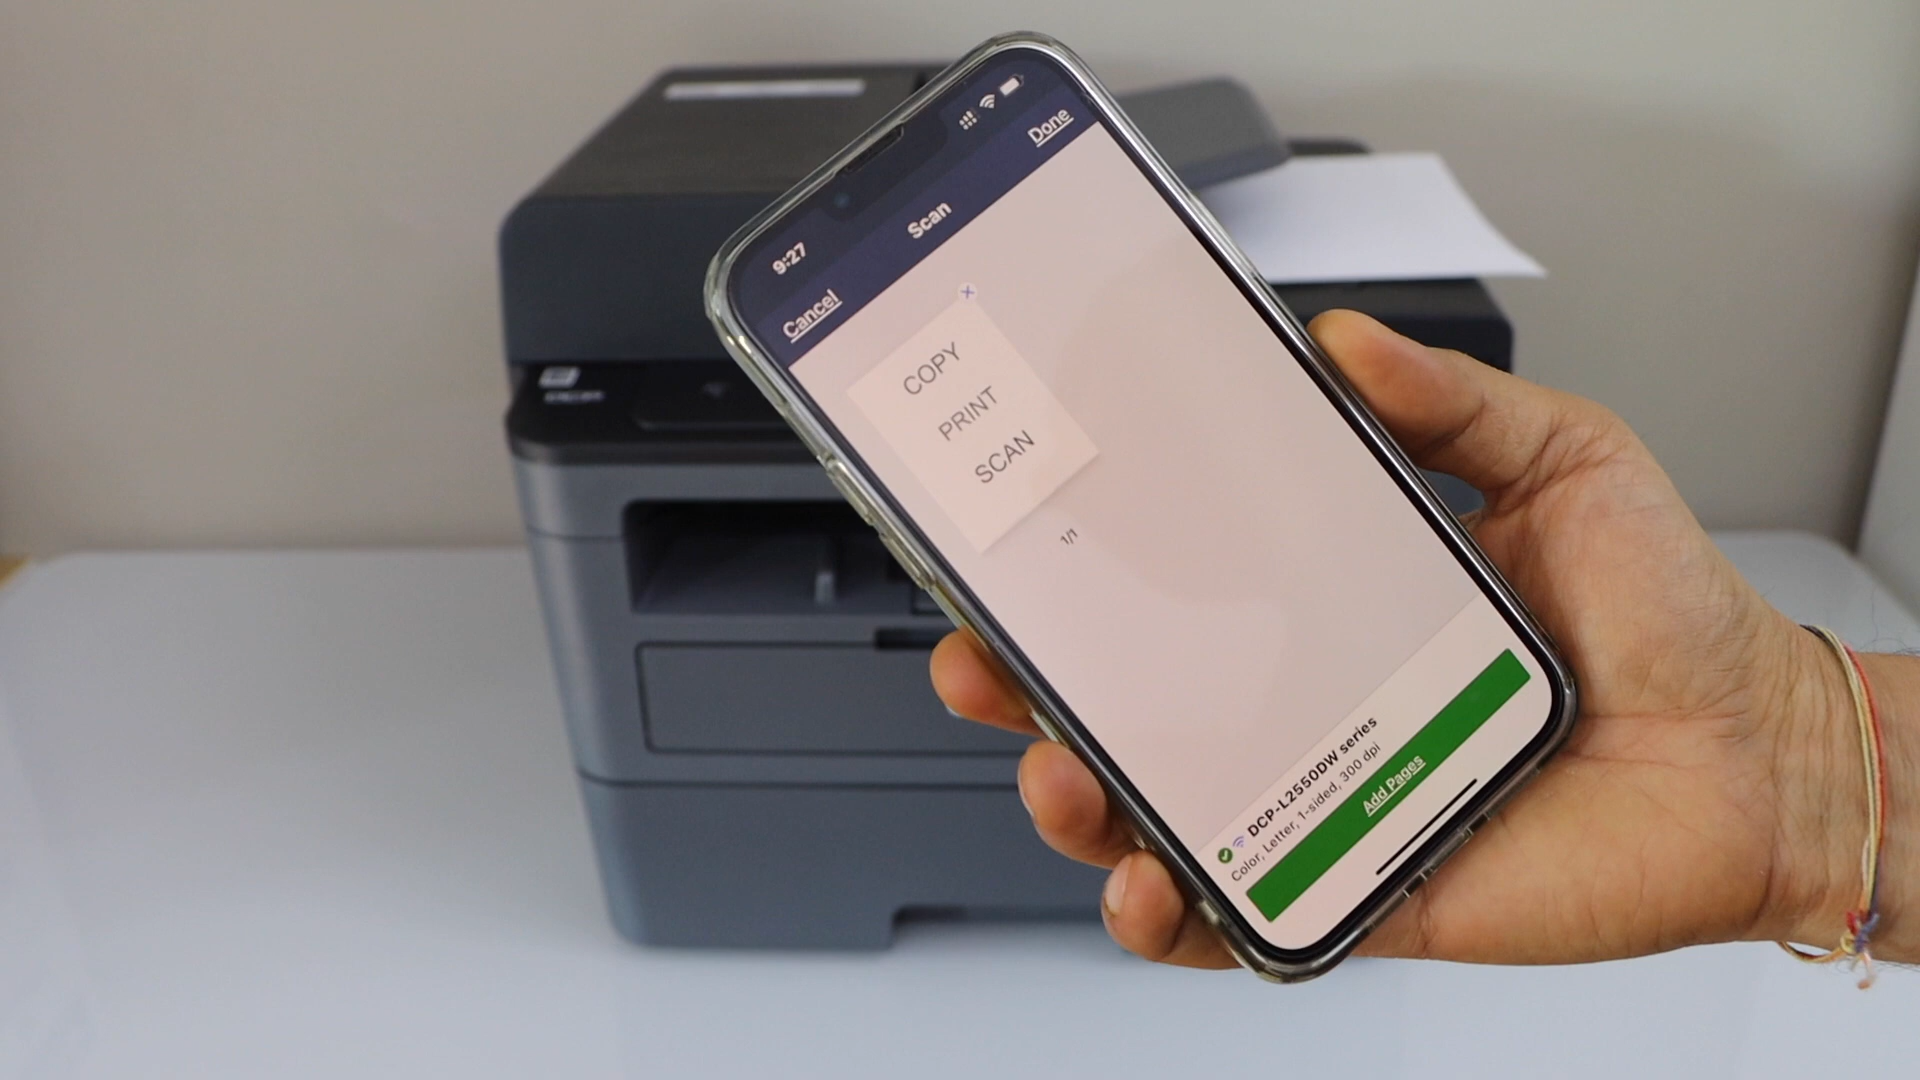 9:27
Cancel
Scan
Done
COPY
PRINT
SCAN
1/1
DCP-L2550DW series
Color, Letter, 1-sided, 300 dpi
Add Pages